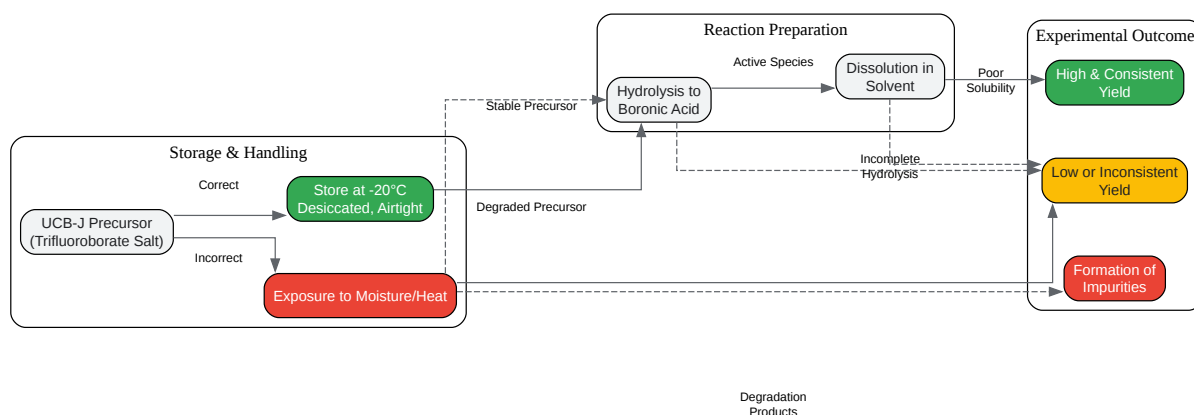 Reaction Preparation
Experimental Outcome
Active Species
Dissolution in
Solvent
Poor
Solubility
High & Consistent
Yield
Hydrolysis to
Boronic Acid
Stable Precursor
Storage & Handling
Incomplete
Hydrolysis
Low or Inconsistent
Yield
Correct
Store at -20°C
Desiccated, Airtight
Degraded Precursor
UCB-J Precursor
(Trifluoroborate Salt)
Incorrect
Exposure to Moisture/Heat
Formation of
Impurities
Degradation
Products